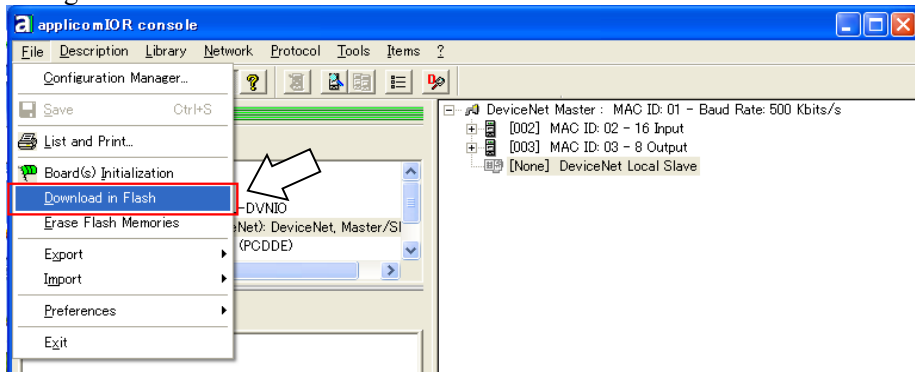 applicomIOR console
File Description Library Network Protocol Tools Items ?
Configuration Manager...
Save Ctrl+S
List and Print...
Board(s) Initialization
Download in Flash
Erase Flash Memories
Export
Import
Preferences
Exit
-DVNIO
eNet): DeviceNet, Master/Sl
(PCDDE)
DeviceNet Master : MAC ID: 01 - Baud Rate: 500 Kbits/s
[002] MAC ID: 02 - 16 Input
[003] MAC ID: 03 - 8 Output
[None] DeviceNet Local Slave